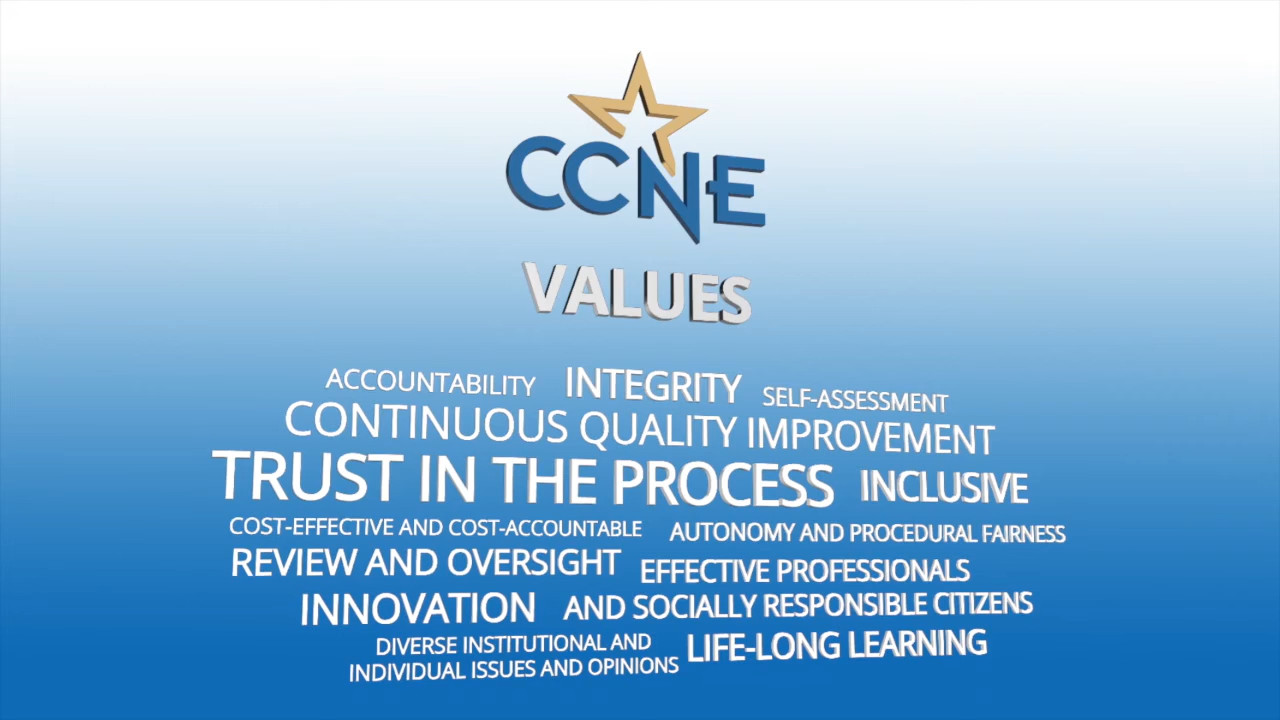 CCNE
VALUES
ACCOUNTABILITY INTEGRITY SELF-ASSESSMENT
CONTINUOUS QUALITY IMPROVEMENT
TRUST IN THE PROCESS INCLUSIVE
COST-EFFECTIVE AND COST-ACCOUNTABLE AUTONOMY AND PROCEDURAL FAIRNESS
REVIEW AND OVERSIGHT EFFECTIVE PROFESSIONALS
INNOVATION AND SOCIALLY RESPONSIBLE CITIZENS
DIVERSE INSTITUTIONAL AND
INDIVIDUAL ISSUES AND OPINIONS
LIFE-LONG LEARNING